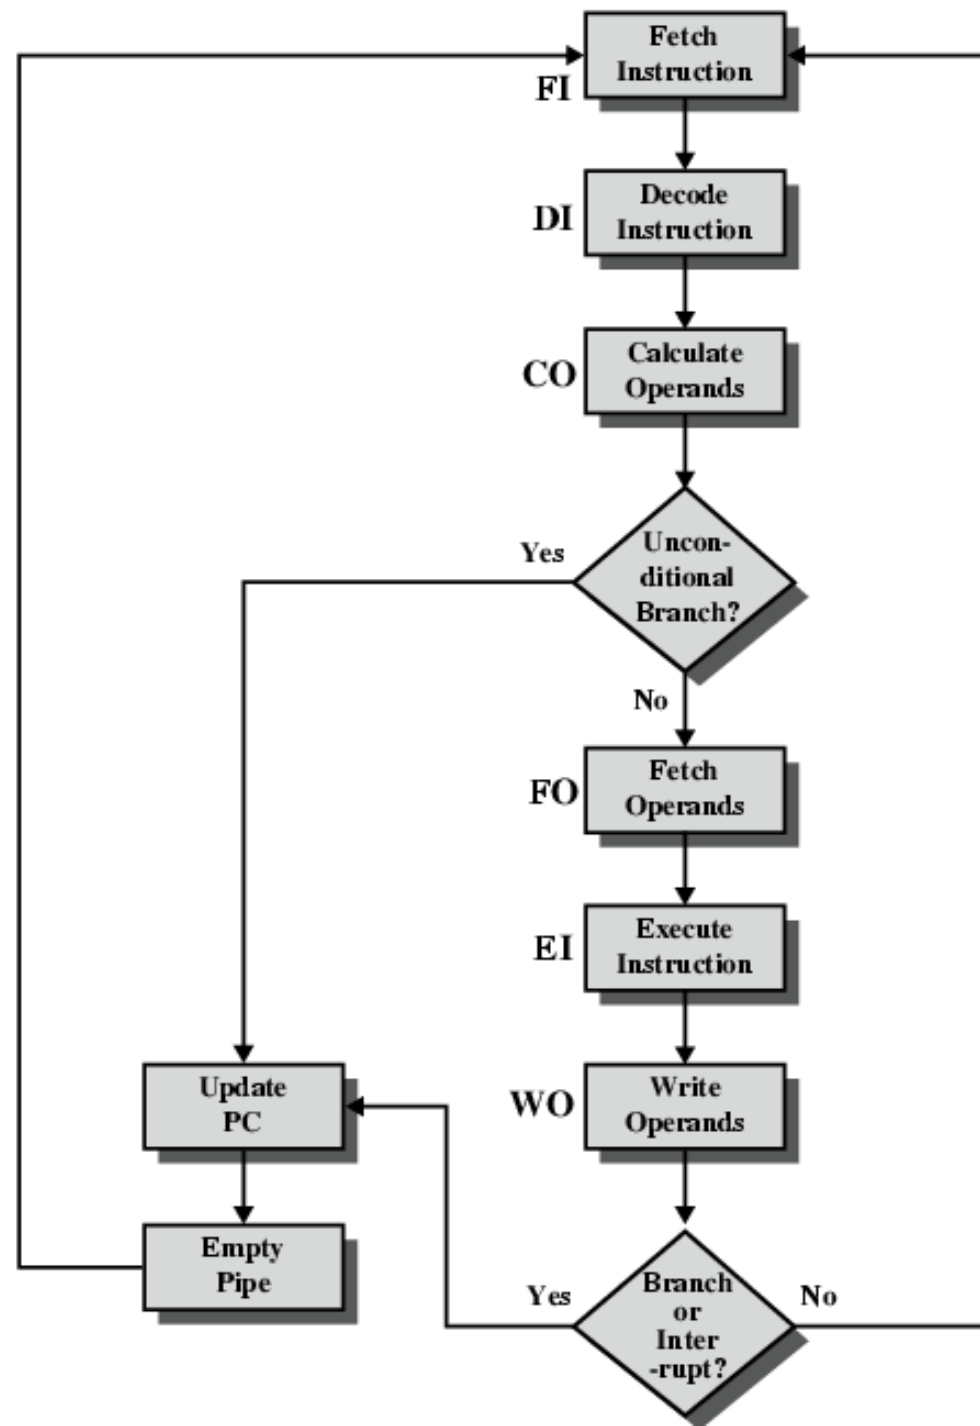 Fetch
Instruction
FI
Decode
Instruction
DI
Calculate
Operands
CO
Uncon-
ditional
Branch?
Yes
No
Fetch
Operands
FO
Execute
Instruction
EI
Write
Operands
WO
Update
PC
Empty
Pipe
Branch
or
Inter
-rupt?
Yes
No